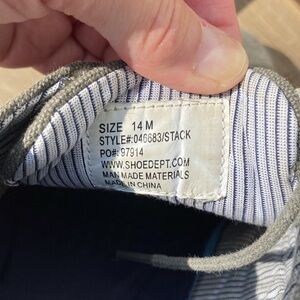 SIZE 14 M
STYLE#:046683/STACK
PO#: 97914
WWW.SHOEDEPT.COM
MAN MADE MATERIALS
MADE IN CHINA